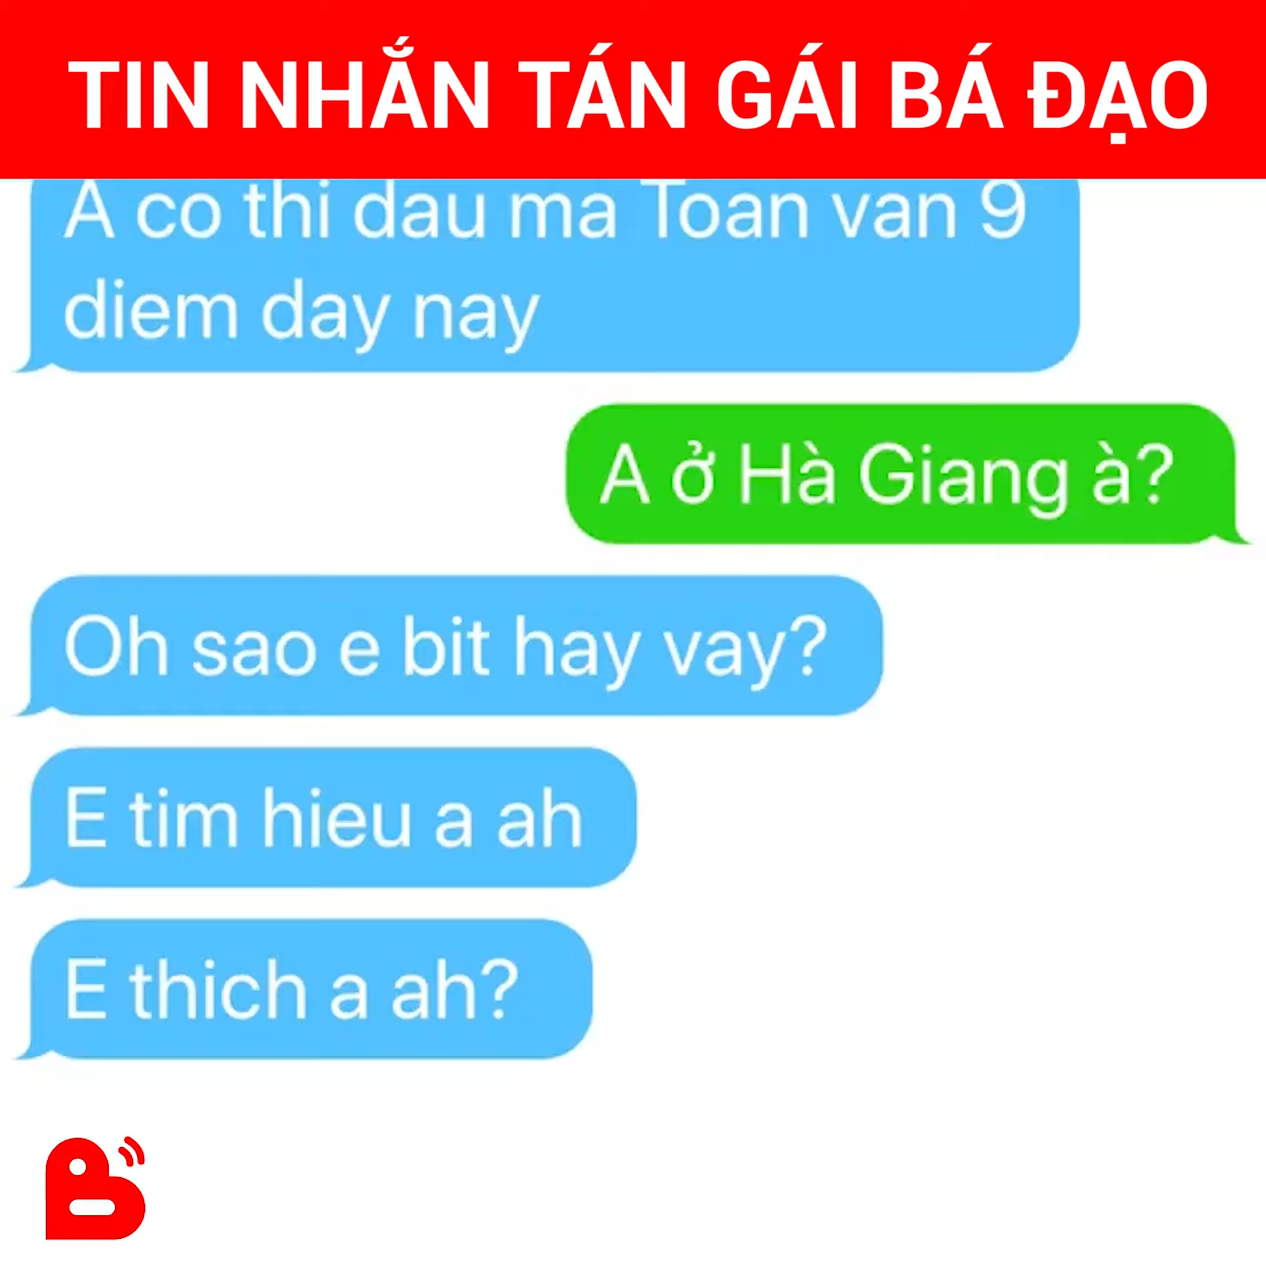 TIN NHẮN TÁN GÁI BÁ ĐẠO
A co thi dau ma Toan van 9
diem day nay
A ở Hà Giang à?
Oh sao e bit hay vay?
E tim hieu a ah
E thich a ah?